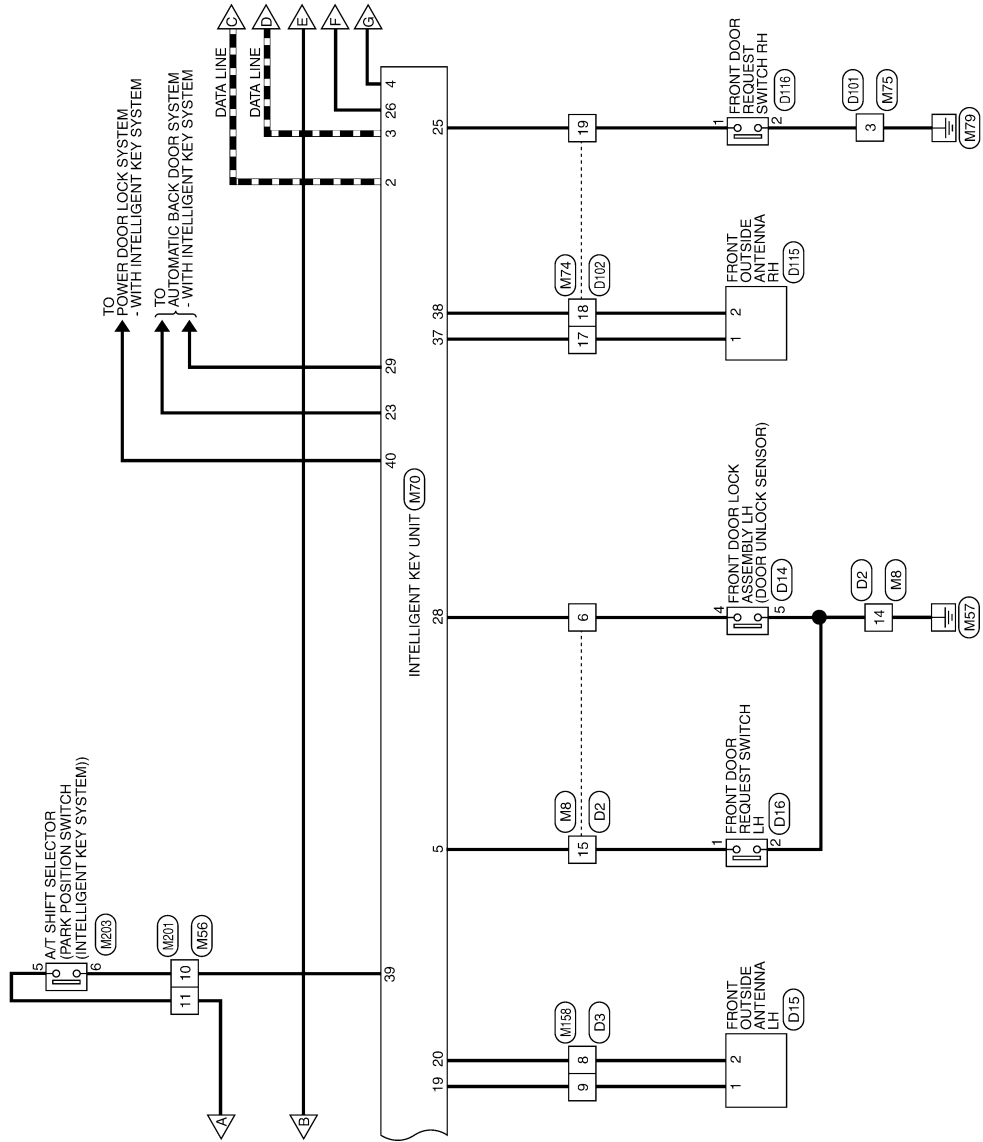 A
B
C
D
E
F
G
DATA LINE
DATA LINE
TO
POWER DOOR LOCK SYSTEM
- WITH INTELLIGENT KEY SYSTEM
TO
AUTOMATIC BACK DOOR SYSTEM
- WITH INTELLIGENT KEY SYSTEM
5
6
A/T SHIFT SELECTOR
(PARK POSITION SWITCH
(INTELLIGENT KEY SYSTEM))
M203
11
10
M201
M56
39
40
23
29
2
3
26
4
INTELLIGENT KEY UNIT
M70
19
20
5
28
37
38
25
9
8
M158
D3
15
M8
D2
6
17
18
M74
D102
19
1
2
FRONT
OUTSIDE
ANTENNA
LH
D15
1
2
FRONT DOOR
REQUEST SWITCH
LH
D16
4
5
FRONT DOOR LOCK
ASSEMBLY LH
(DOOR UNLOCK SENSOR)
D14
1
2
FRONT
OUTSIDE
ANTENNA
RH
D115
1
2
FRONT DOOR
REQUEST
SWITCH RH
D116
14
D2
M8
M57
3
D101
M75
M79